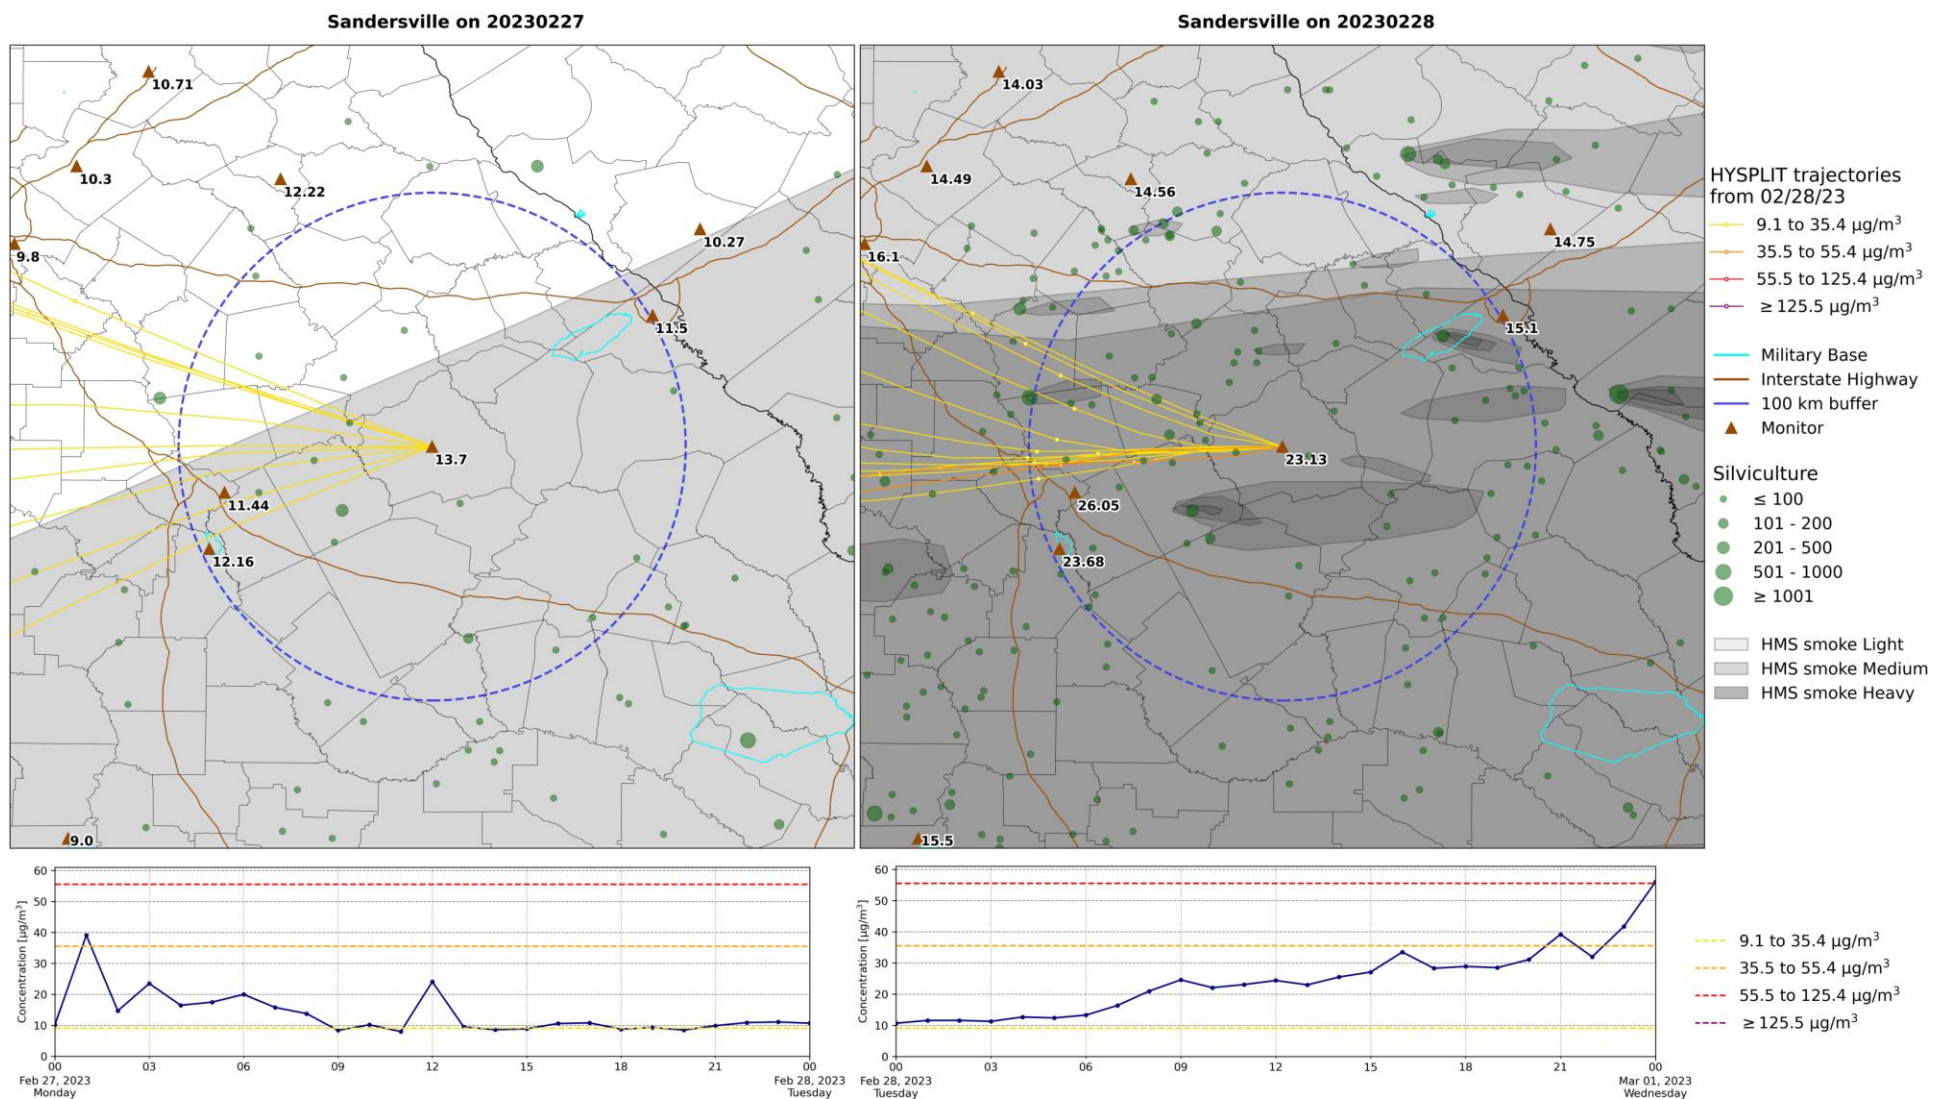 Sandersville on 20230227
10.71
10.3
12.22
10.27
9.8
11.5
13.7
11.44
12.16
9.0
Sandersville on 20230228
14.03
14.49
14.56
14.75
16.1
15.1
23.13
26.05
23.68
15.5
HYSPLIT trajectories
from 02/28/23
9.1 to 35.4 µg/m³
35.5 to 55.4 µg/m³
55.5 to 125.4 µg/m³
≥ 125.5 µg/m³
Military Base
Interstate Highway
100 km buffer
Monitor
Silviculture
≤ 100
101 - 200
201 - 500
501 - 1000
≥ 1001
HMS smoke Light
HMS smoke Medium
HMS smoke Heavy
Concentration [µg/m³]
60
50
40
30
20
10
0
00 03 06 09 12 15 18 21 00
Feb 27, 2023 Feb 28, 2023
Monday Tuesday
Concentration [µg/m³]
60
50
40
30
20
10
0
00 03 06 09 12 15 18 21 00
Feb 28, 2023 Mar 01, 2023
Tuesday Wednesday
9.1 to 35.4 µg/m³
35.5 to 55.4 µg/m³
55.5 to 125.4 µg/m³
≥ 125.5 µg/m³